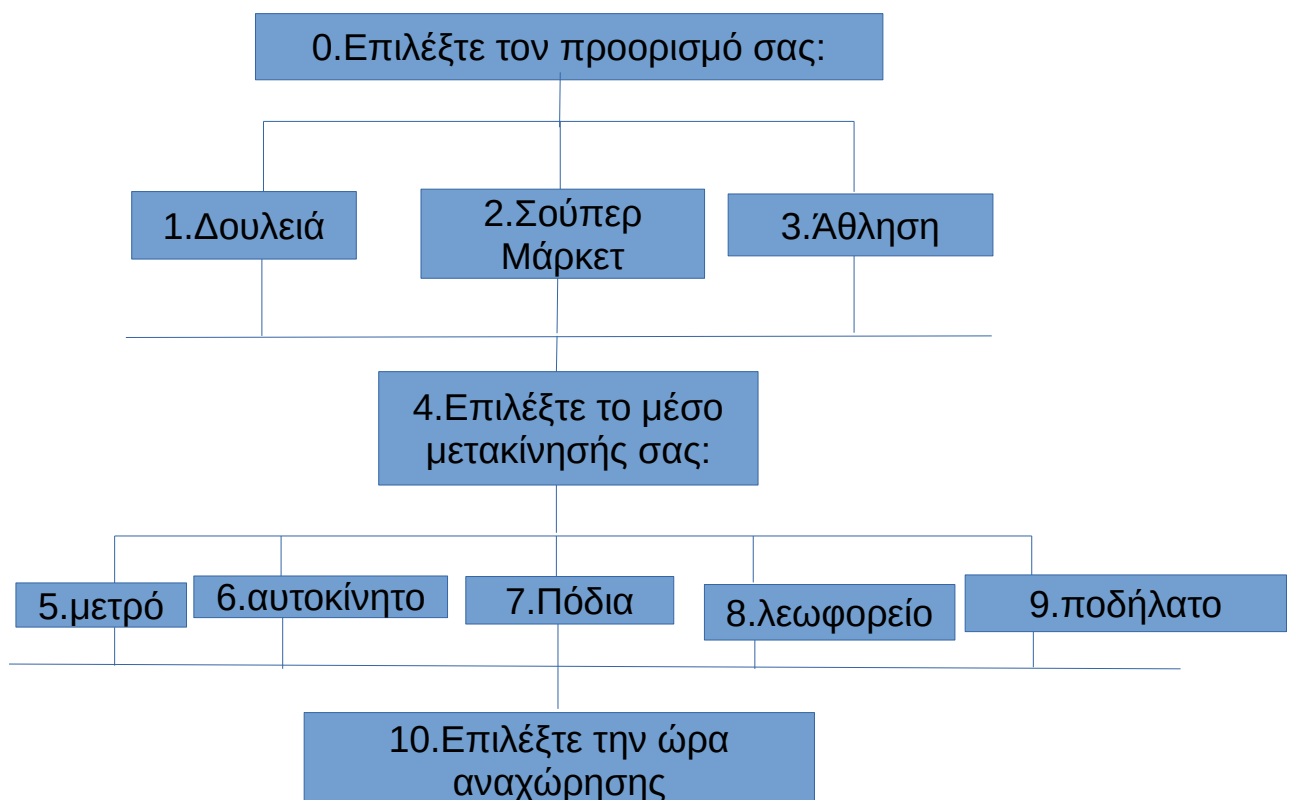 0.Επιλέξτε τον προορισμό σας:
1.Δουλειά
2.Σούπερ
Μάρκετ
3.Άθληση
4.Επιλέξτε το μέσο
μετακίνησής σας:
5.μετρό
6.αυτοκίνητο
7.Πόδια
8.λεωφορείο
9.ποδήλατο
10.Επιλέξτε την ώρα
αναχώρησης